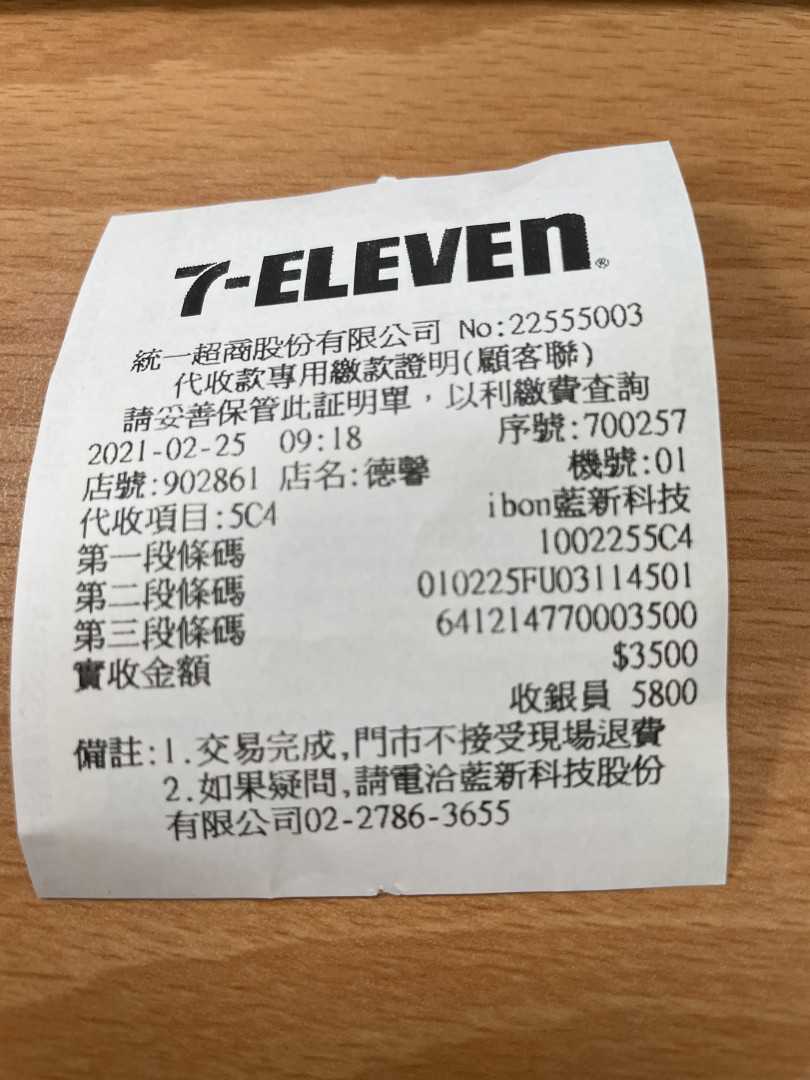 7-ELEVEN®
統一超商股份有限公司 No:22555003
代收款專用繳款證明(顧客聯)
請妥善保管此証明單，以利繳費查詢
2021-02-25 09:18 序號:700257
店號:902861 店名:德馨 機號:01
代收項目:5C4 ibon藍新科技
第一段條碼 1002255C4
第二段條碼 010225FU03114501
第三段條碼 641214770003500
實收金額 $3500
收銀員 5800
備註:1.交易完成,門市不接受現場退費
2.如果疑問,請電洽藍新科技股份
有限公司02-2786-3655